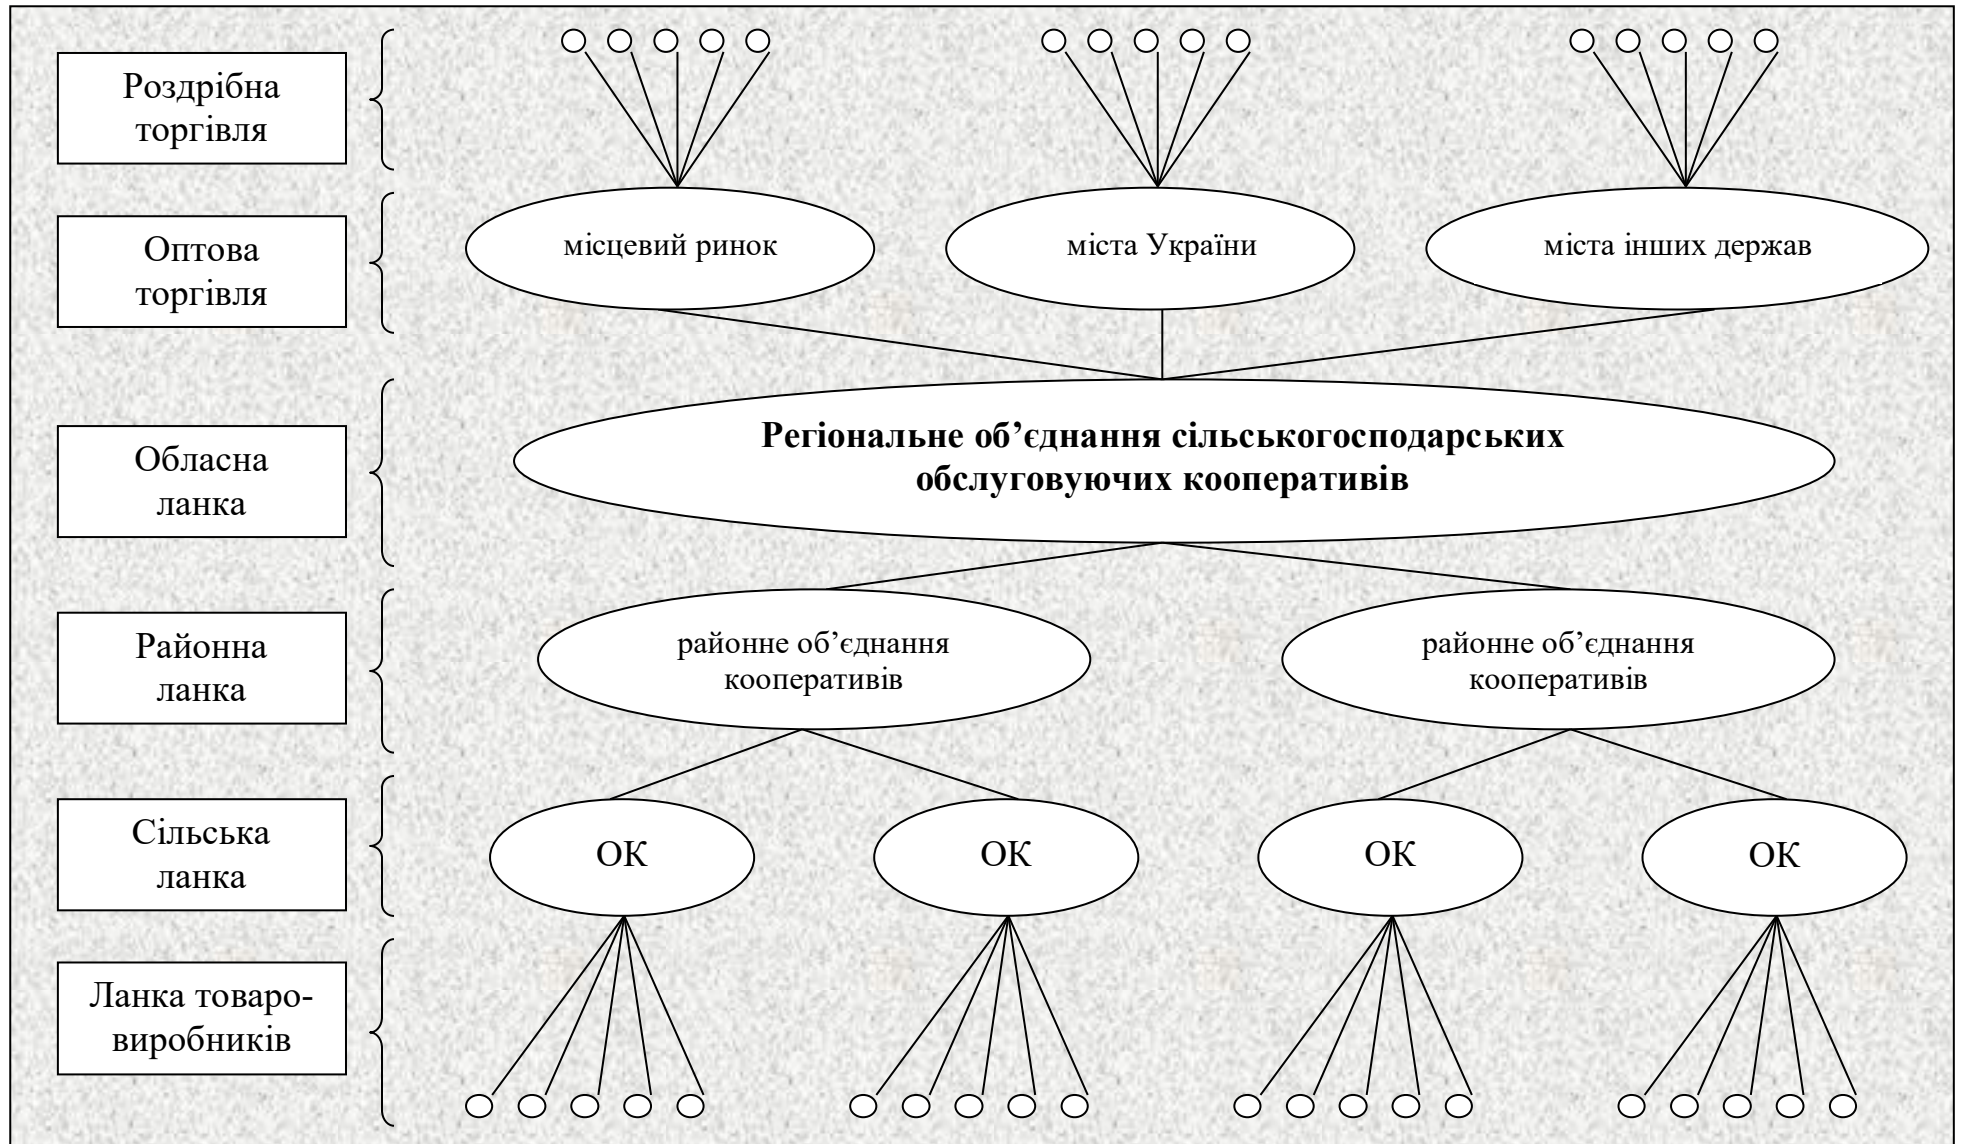 Роздрібна
торгівля
Оптова
торгівля
місцевий ринок
міста України
міста інших держав
Обласна
ланка
Регіональне об’єднання сільськогосподарських
обслуговуючих кооперативів
Районна
ланка
районне об’єднання
кооперативів
районне об’єднання
кооперативів
Сільська
ланка
ОК
ОК
ОК
ОК
Ланка товаро-
виробників